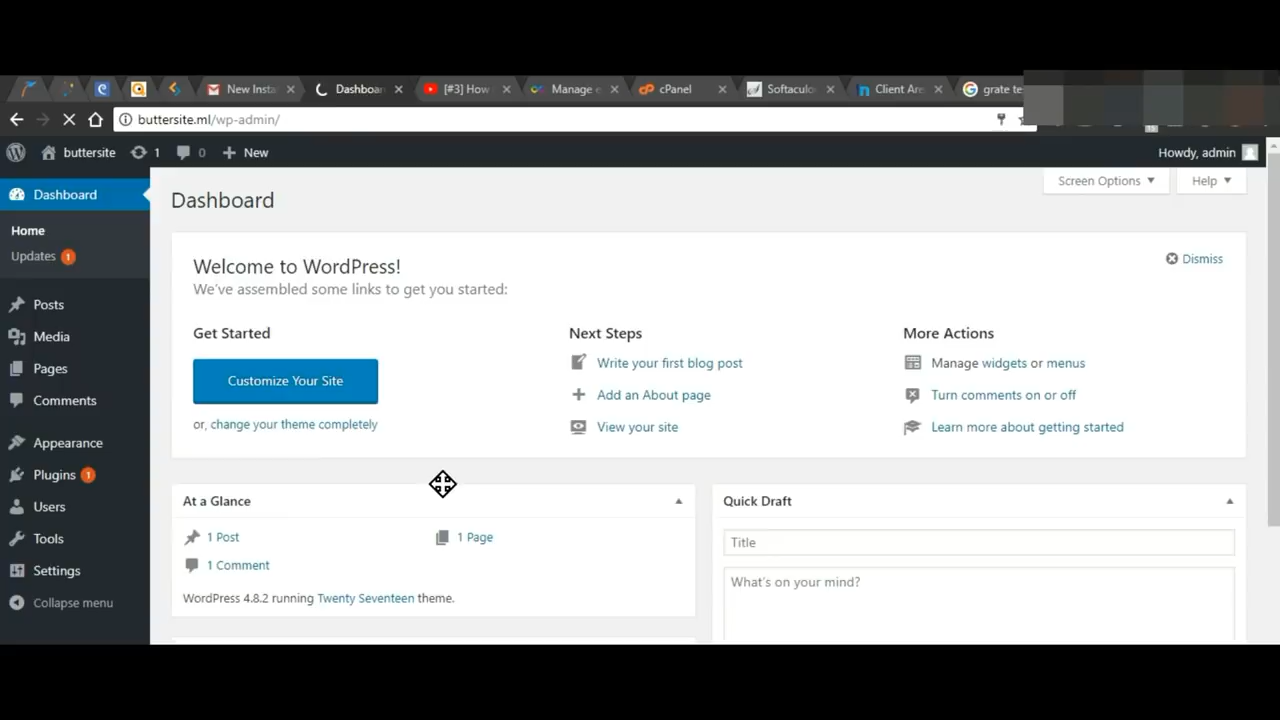 New Insta
Dashboar
[#3] How
Manage e
cPanel
Softaculo
Client Are
grate te
buttersite.ml/wp-admin/
buttersite
1
0
New
Howdy, admin
Dashboard
Home
Updates 1
Posts
Media
Pages
Comments
Appearance
Plugins 1
Users
Tools
Settings
Collapse menu
Dashboard
Screen Options
Help
Welcome to WordPress!
We've assembled some links to get you started:
Dismiss
Get Started
Customize Your Site
or, change your theme completely
Next Steps
Write your first blog post
Add an About page
View your site
More Actions
Manage widgets or menus
Turn comments on or off
Learn more about getting started
At a Glance
1 Post
1 Page
1 Comment
WordPress 4.8.2 running Twenty Seventeen theme.
Quick Draft
Title
What's on your mind?